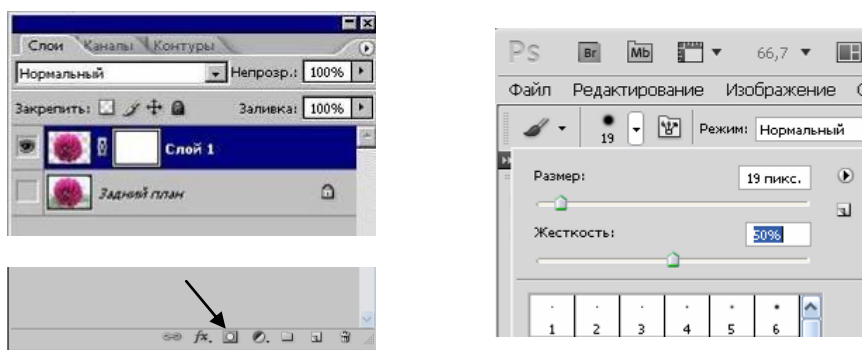 Слои Каналы Контуры
Нормальный Непрозр.: 100%
Закрепить: Заливка: 100%
Слой 1
Задний план
fx.
Ps Br Mb 66,7
Файл Редактирование Изображение
19 Режим: Нормальный
Размер: 19 пикс.
Жесткость: 50%
1 2 3 4 5 6